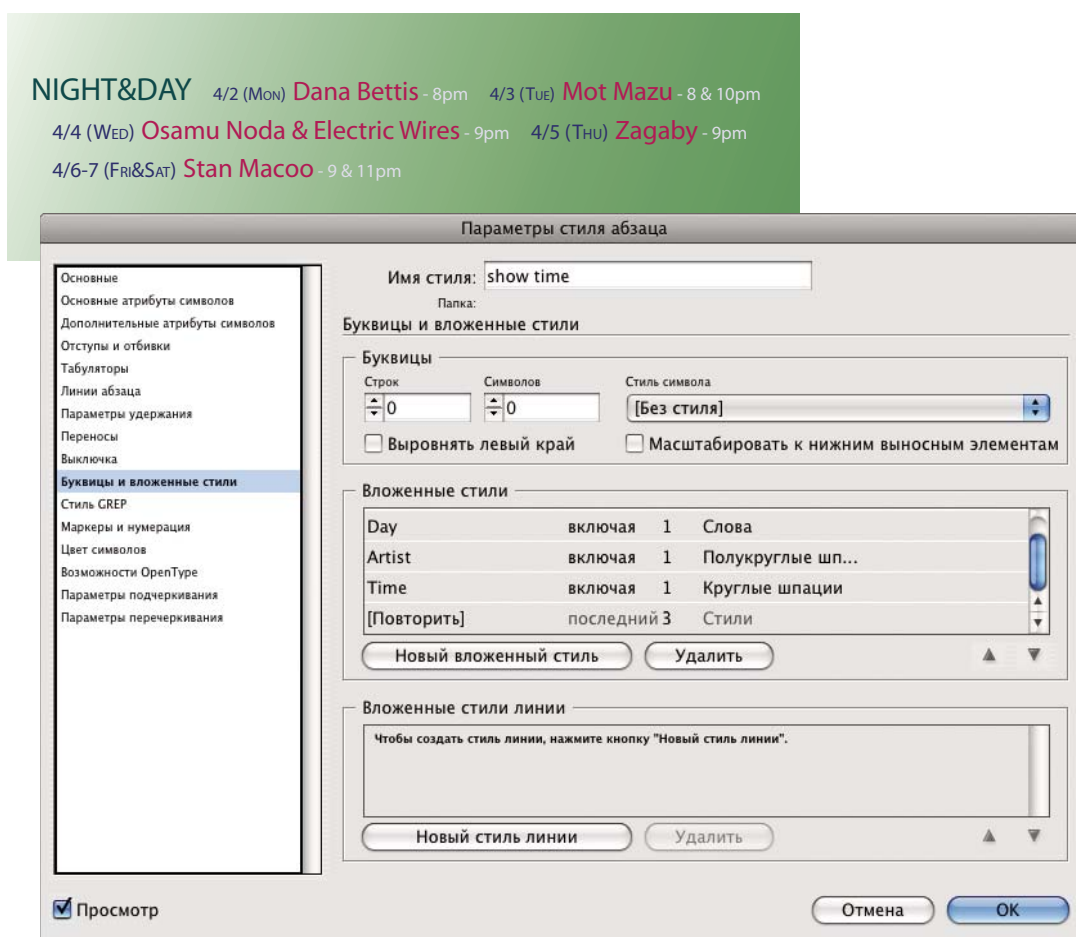 NIGHT&DAY 4/2 (MON) Dana Bettis - 8pm 4/3 (TUE) Mot Mazu - 8 & 10pm
4/4 (WED) Osamu Noda & Electric Wires - 9pm 4/5 (THU) Zagaby - 9pm
4/6-7 (FRI&SAT) Stan Macoo - 9 & 11pm
Параметры стиля абзаца
Основные
Основные атрибуты символов
Дополнительные атрибуты символов
Отступы и отбивки
Табуляторы
Линии абзаца
Параметры удержания
Переносы
Выключка
Буквицы и вложенные стили
Стиль GREP
Маркеры и нумерация
Цвет символов
Возможности OpenType
Параметры подчеркивания
Параметры перечеркивания
Имя стиля: show time
Папка:
Буквицы и вложенные стили
Буквицы
Строк Символов Стиль символа
0 0 [Без стиля]
Выровнять левый край Масштабировать к нижним выносным элементам
Вложенные стили
Day включая 1 Слова
Artist включая 1 Полукруглые шп...
Time включая 1 Круглые шпации
[Повторить] последний 3 Стили
Новый вложенный стиль Удалить
Вложенные стили линии
Чтобы создать стиль линии, нажмите кнопку "Новый стиль линии".
Новый стиль линии Удалить
Просмотр Отмена OK